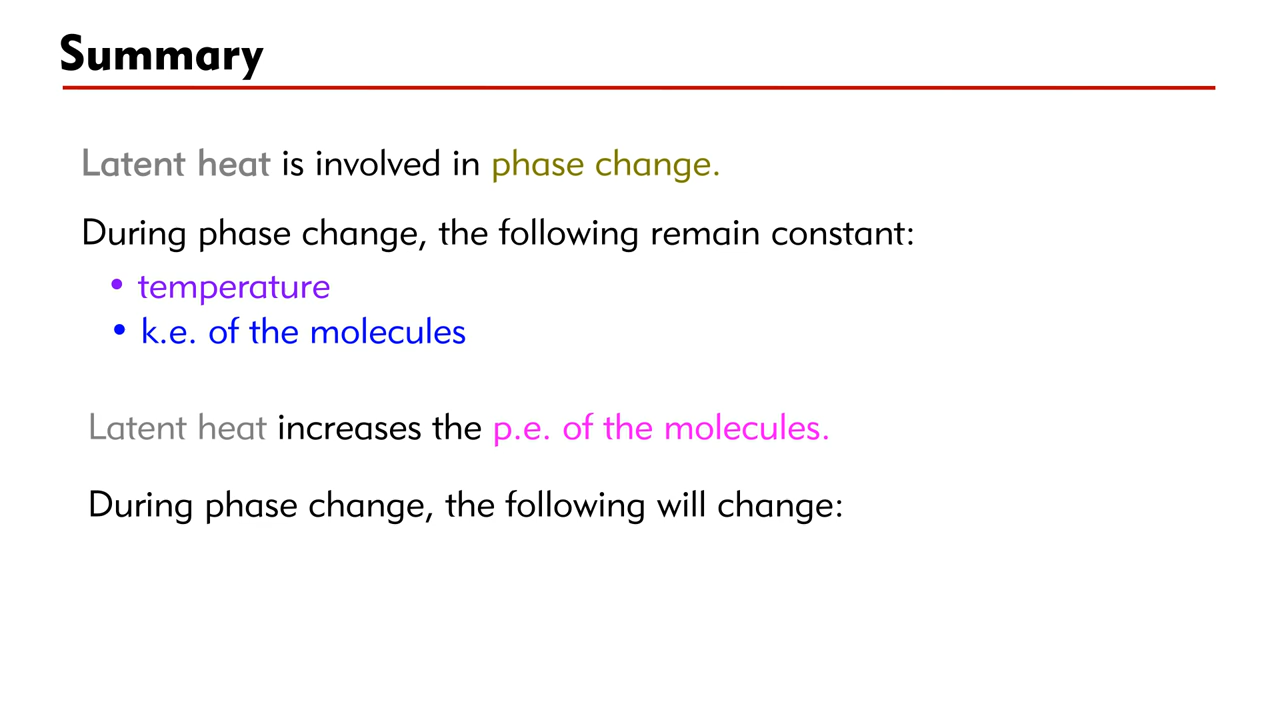 Summary
Latent heat is involved in phase change.
During phase change, the following remain constant:
• temperature
• k.e. of the molecules
Latent heat increases the p.e. of the molecules.
During phase change, the following will change: